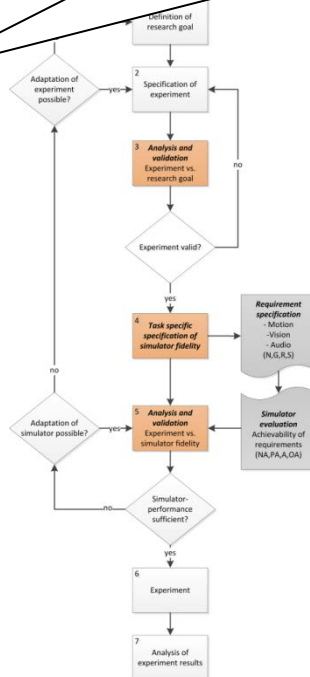 Definition of
research goal
Adaptation of
experiment
possible?
yes
2
Specification of
experiment
3
Analysis and
validation
Experiment vs.
research goal
no
Experiment valid?
yes
4
Task specific
specification of
simulator fidelity
Requirement
specification
- Motion
-Vision
- Audio
(N,G,R,S)
no
Adaptation of
simulator possible?
yes
5
Analysis and
validation
Experiment vs.
simulator fidelity
Simulator
evaluation
Achievability of
requirements
(NA,PA,A,OA)
no
Simulator-
performance
sufficient?
yes
6
Experiment
7
Analysis of
experiment results